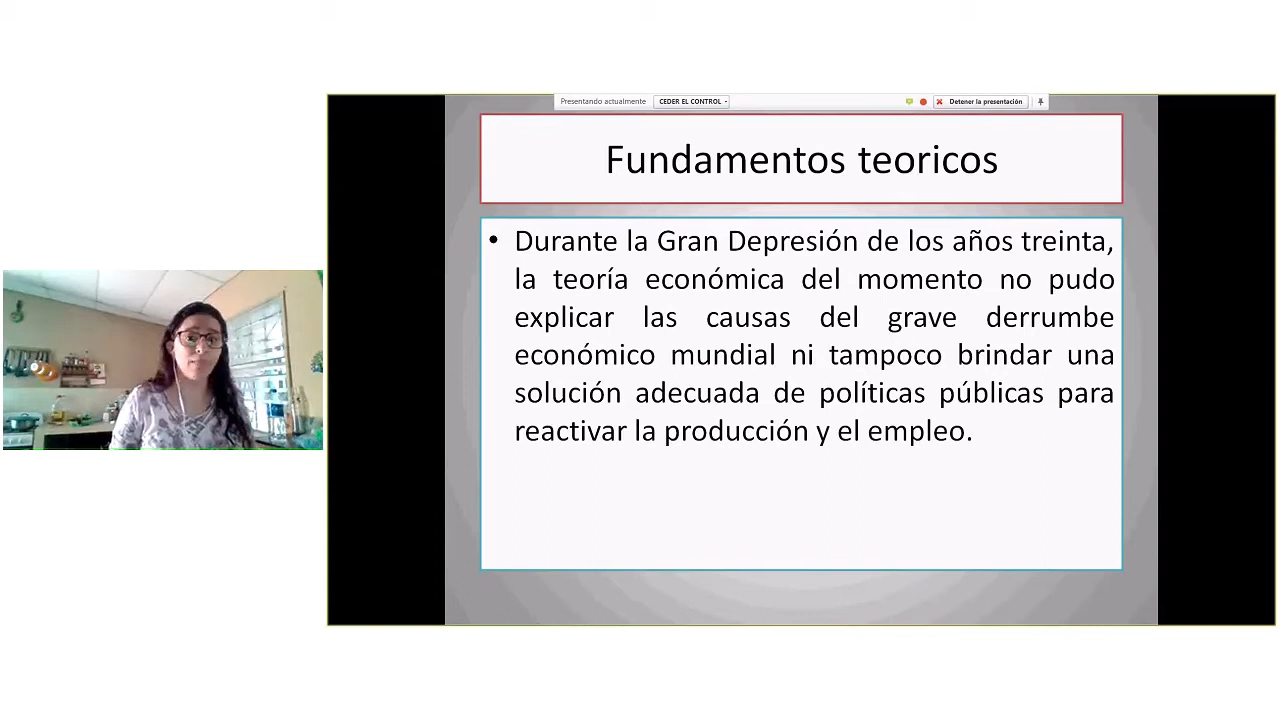 Presentando actualmente CEDER EL CONTROL Detener la presentación
Fundamentos teoricos
• Durante la Gran Depresión de los años treinta,
la teoría económica del momento no pudo
explicar las causas del grave derrumbe
económico mundial ni tampoco brindar una
solución adecuada de políticas públicas para
reactivar la producción y el empleo.